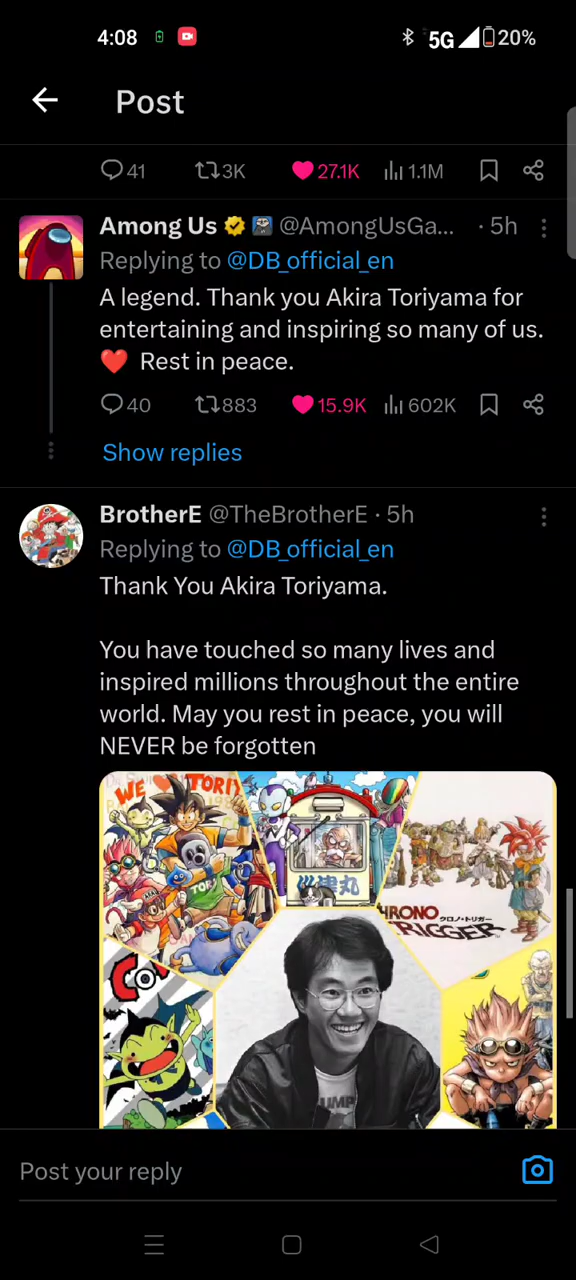 4:08
5G
20%
Post
41
3K
27.1K
1.1M
Among Us @AmongUsGa... · 5h
Replying to @DB_official_en
A legend. Thank you Akira Toriyama for
entertaining and inspiring so many of us.
❤️ Rest in peace.
40
883
15.9K
602K
Show replies
BrotherE @TheBrotherE · 5h
Replying to @DB_official_en
Thank You Akira Toriyama.
You have touched so many lives and
inspired millions throughout the entire
world. May you rest in peace, you will
NEVER be forgotten
WE TORI
TOR
HRONO
クロノ・トリガー
RIGGER
UMP
Post your reply